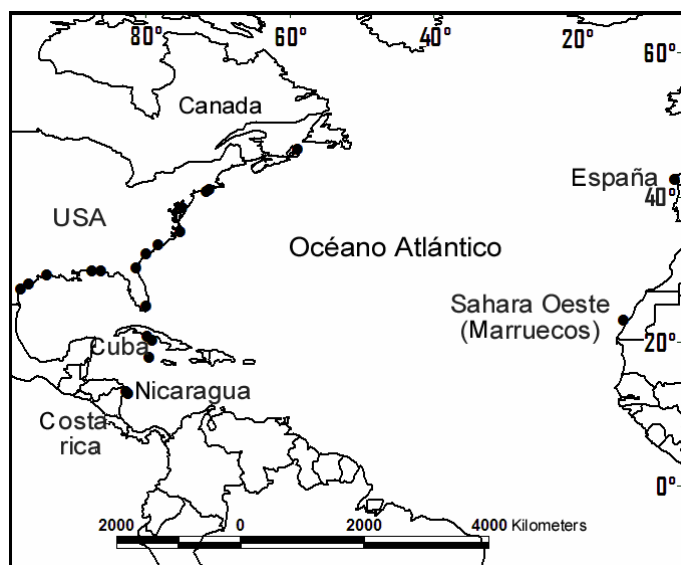 80° 60° 40° 20°
60°
Canada
España
40°
USA
Océano Atlántico
Sahara Oeste
(Marruecos)
20°
Cuba
Nicaragua
Costa
rica
0°
2000 0 2000 4000 Kilometers